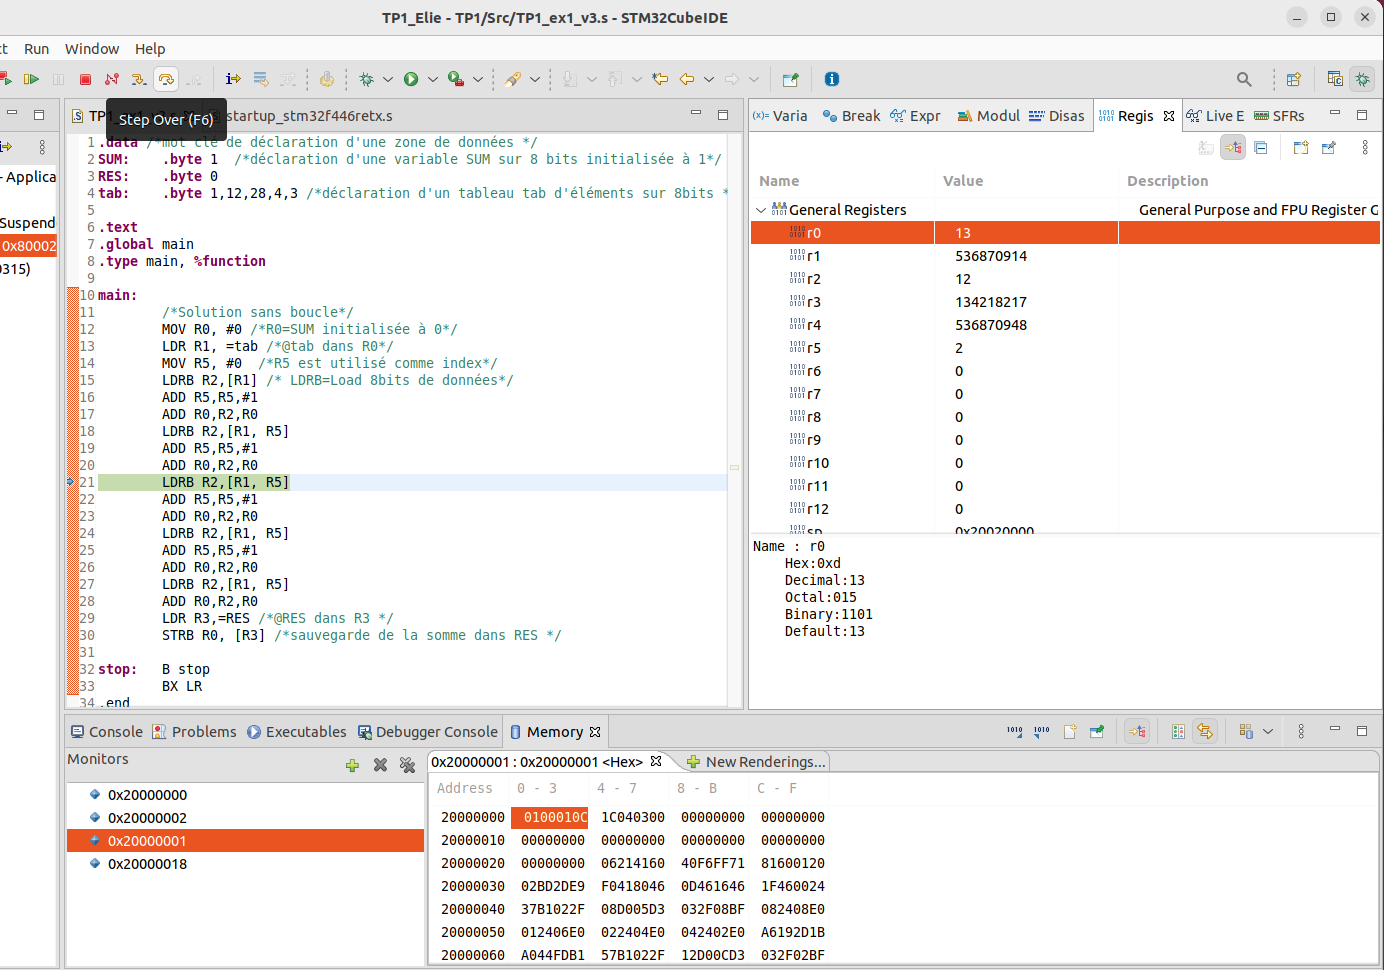 TP1_Elie - TP1/Src/TP1_ex1_v3.s - STM32CubeIDE
ct Run Window Help
TP1_ startup_stm32f446retx.s
Step Over (F6)
- Applica
Suspend
0x80002
0315)
1 .data /*mot clé de déclaration d'une zone de données */
2 SUM: .byte 1 /*déclaration d'une variable SUM sur 8 bits initialisée à 1*/
3 RES: .byte 0
4 tab: .byte 1,12,28,4,3 /*déclaration d'un tableau tab d'éléments sur 8bits *
5
6 .text
7 .global main
8 .type main, %function
9
10 main:
11 /*Solution sans boucle*/
12 MOV R0, #0 /*R0=SUM initialisée à 0*/
13 LDR R1, =tab /*@tab dans R0*/
14 MOV R5, #0 /*R5 est utilisé comme index*/
15 LDRB R2,[R1] /* LDRB=Load 8bits de données*/
16 ADD R5,R5,#1
17 ADD R0,R2,R0
18 LDRB R2,[R1, R5]
19 ADD R5,R5,#1
20 ADD R0,R2,R0
21 LDRB R2,[R1, R5]
22 ADD R5,R5,#1
23 ADD R0,R2,R0
24 LDRB R2,[R1, R5]
25 ADD R5,R5,#1
26 ADD R0,R2,R0
27 LDRB R2,[R1, R5]
28 ADD R0,R2,R0
29 LDR R3,=RES /*@RES dans R3 */
30 STRB R0, [R3] /*sauvegarde de la somme dans RES */
31
32 stop: B stop
33 BX LR
34 .end
(x)= Varia Break Expr Modul Disas Regis Live E SFRs
Name Value Description
General Registers General Purpose and FPU Register G
r0 13
r1 536870914
r2 12
r3 134218217
r4 536870948
r5 2
r6 0
r7 0
r8 0
r9 0
r10 0
r11 0
r12 0
sp 0x20020000
Name : r0
Hex:0xd
Decimal:13
Octal:015
Binary:1101
Default:13
Console Problems Executables Debugger Console Memory
Monitors
0x20000000
0x20000002
0x20000001
0x20000018
0x20000001 : 0x20000001 <Hex> New Renderings...
Address 0 - 3 4 - 7 8 - B C - F
20000000 0100010C 1C040300 00000000 00000000
20000010 00000000 00000000 00000000 00000000
20000020 00000000 06214160 40F6FF71 81600120
20000030 02BD2DE9 F0418046 0D461646 1F460024
20000040 37B1022F 08D005D3 032F08BF 082408E0
20000050 012406E0 022404E0 042402E0 A6192D1B
20000060 A044FDB1 57B1022F 12D00CD3 032F02BF